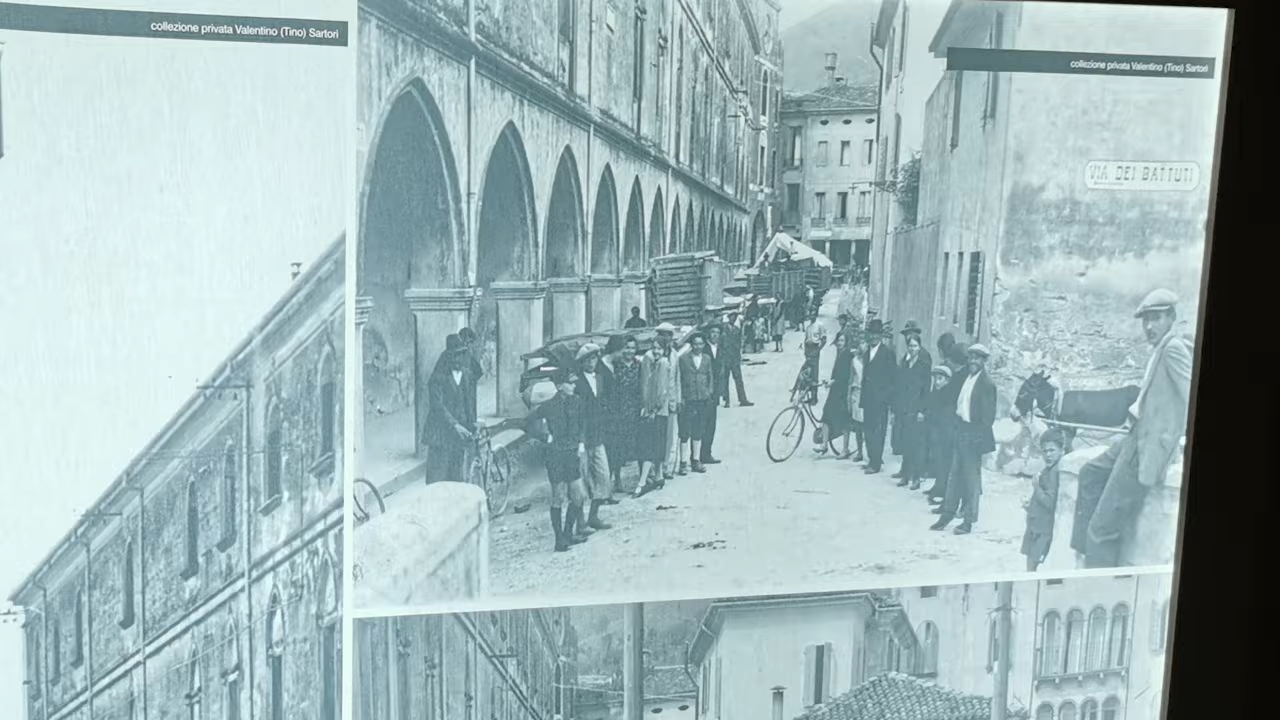 collezione privata Valentino (Tino) Sartori
collezione privata Valentino (Tino) Sartori
VIA DEI BATTUTI